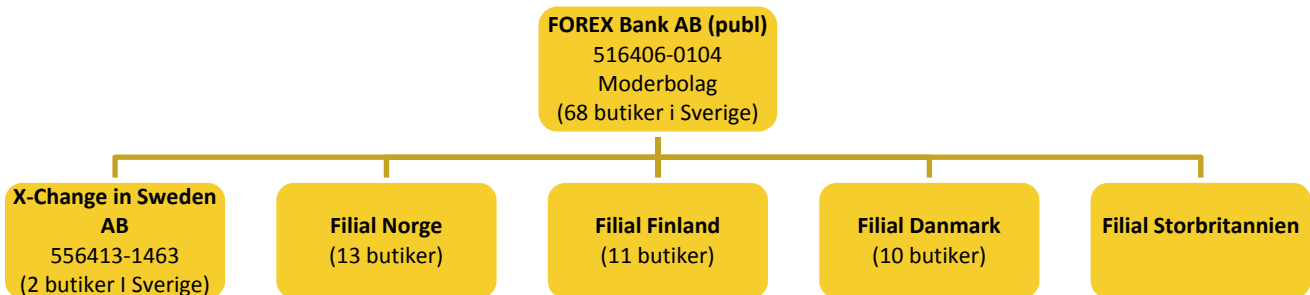 FOREX Bank AB (publ)
516406-0104
Moderbolag
(68 butiker i Sverige)
X-Change in Sweden
AB
556413-1463
(2 butiker I Sverige)
Filial Norge
(13 butiker)
Filial Finland
(11 butiker)
Filial Danmark
(10 butiker)
Filial Storbritannien